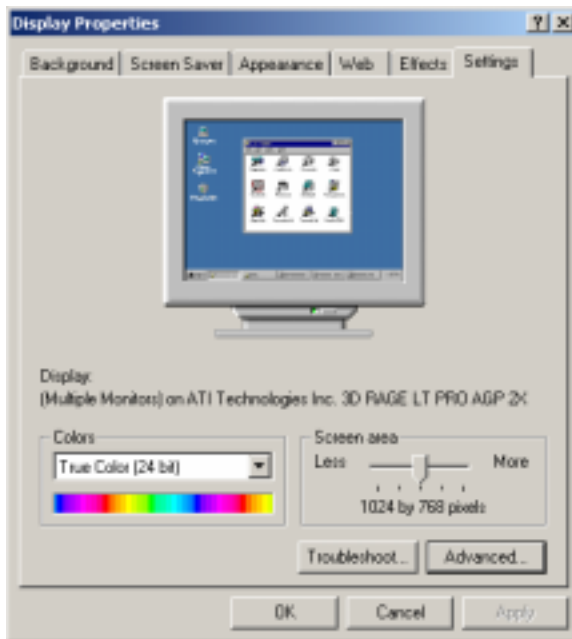 Display Properties
Background Screen Saver Appearance Web Effects Settings
Display:
(Multiple Monitors) on ATI Technologies Inc. 3D RAGE LT PRO AGP 2X
Colors
True Color (24 bit)
Screen area
Less More
1024 by 768 pixels
Troubleshoot... Advanced...
OK Cancel Apply